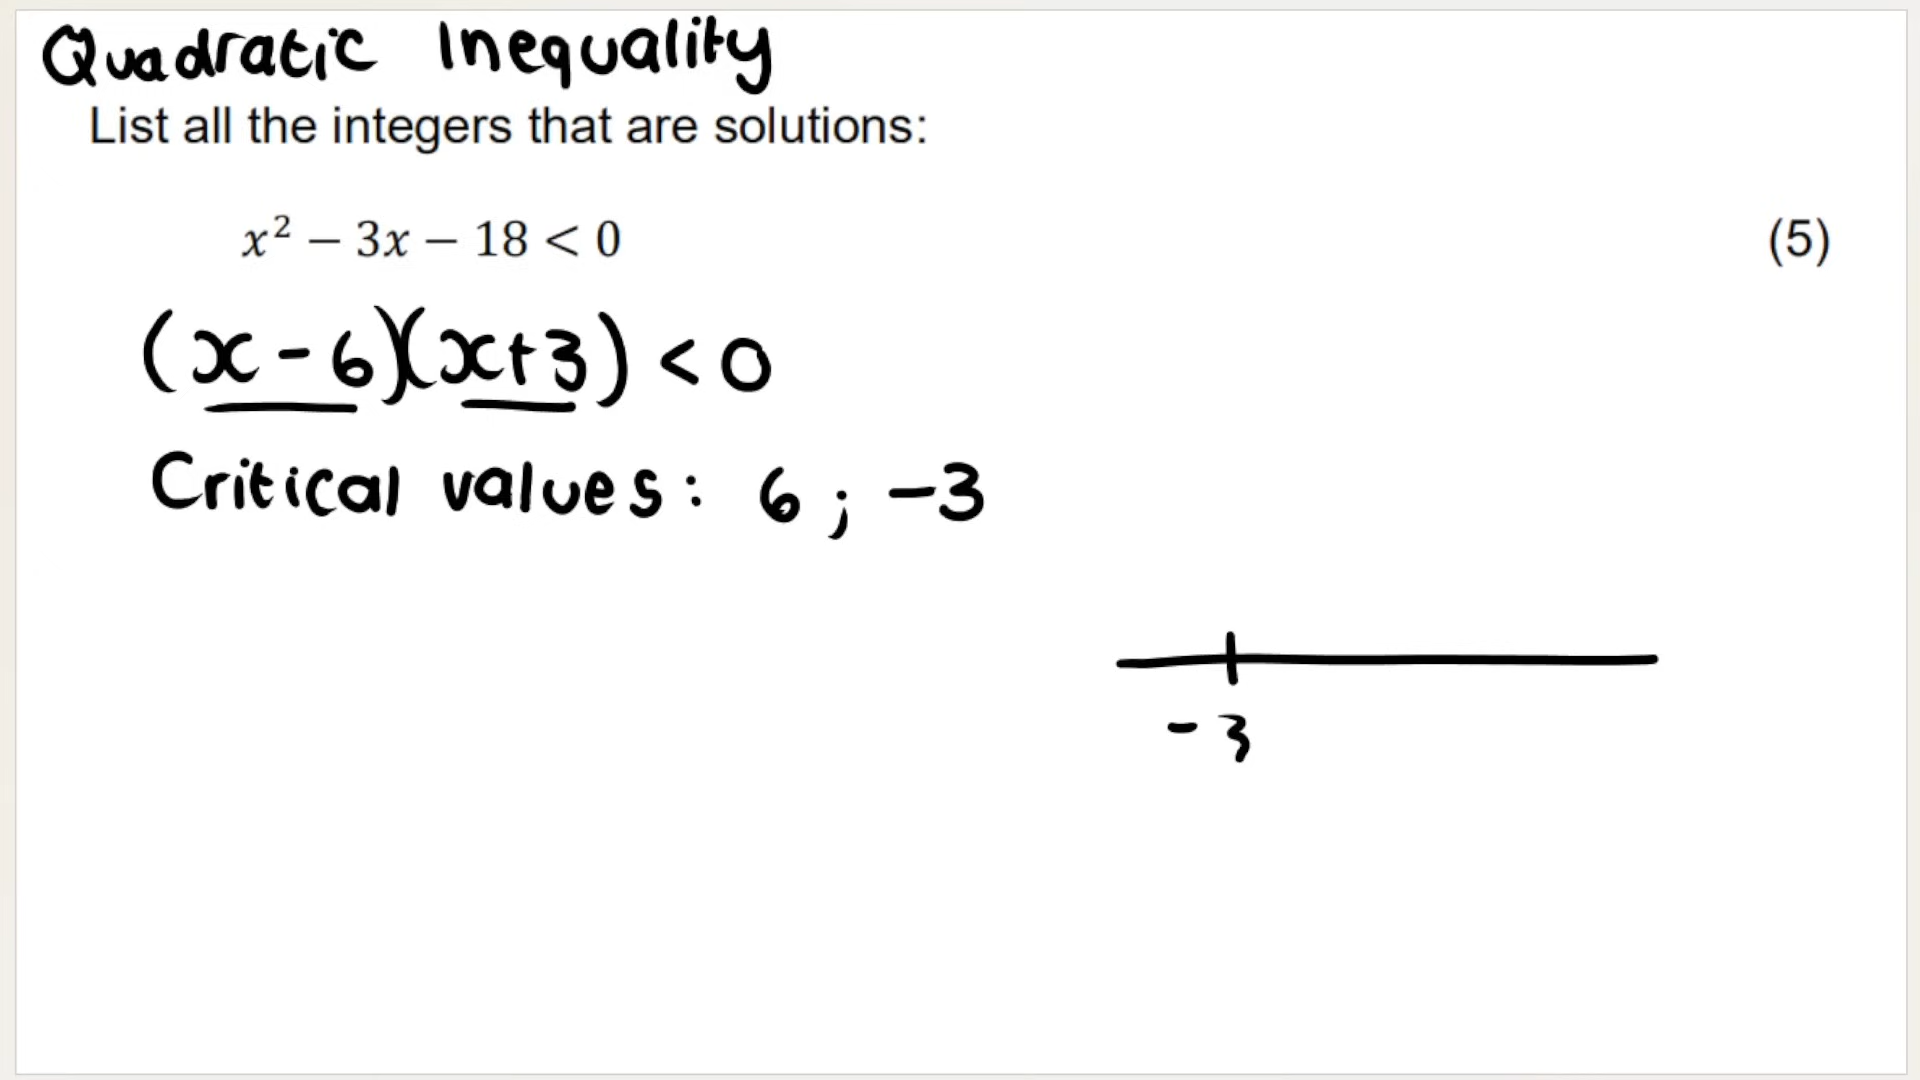 Quadratic Inequality
List all the integers that are solutions:
x² − 3x − 18 < 0 (5)
(x - 6)(x+3) < 0
Critical values: 6 ; -3
-3